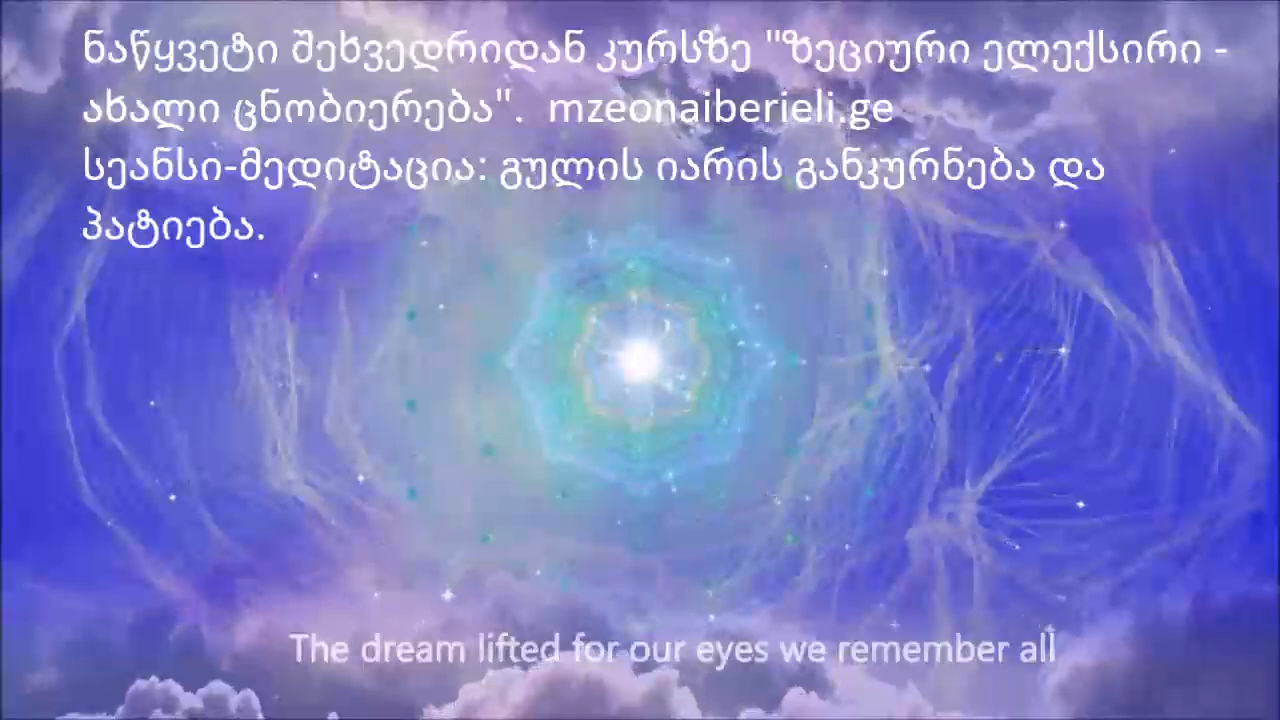 ნაწყვეტი შეხვედრიდან კურსზე "ზეციური ელექსირი -
ახალი ცნობიერება".  mzeonaiberieli.ge
სეანსი-მედიტაცია: გულის იარის განკურნება და
პატიება.
The dream lifted for our eyes we remember all